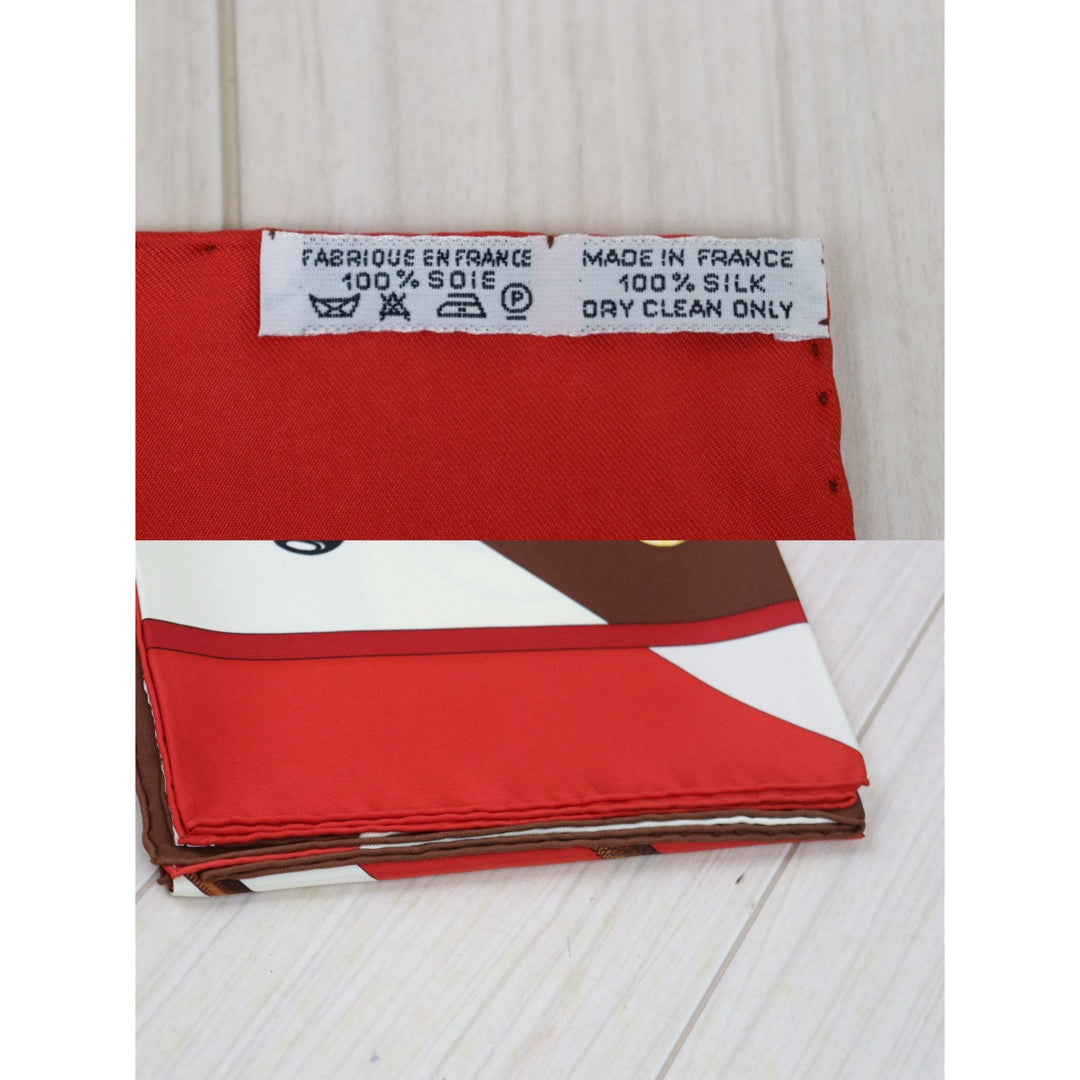 FABRIQUE EN FRANCE
100% SOIE
P
MADE IN FRANCE
100% SILK
DRY CLEAN ONLY